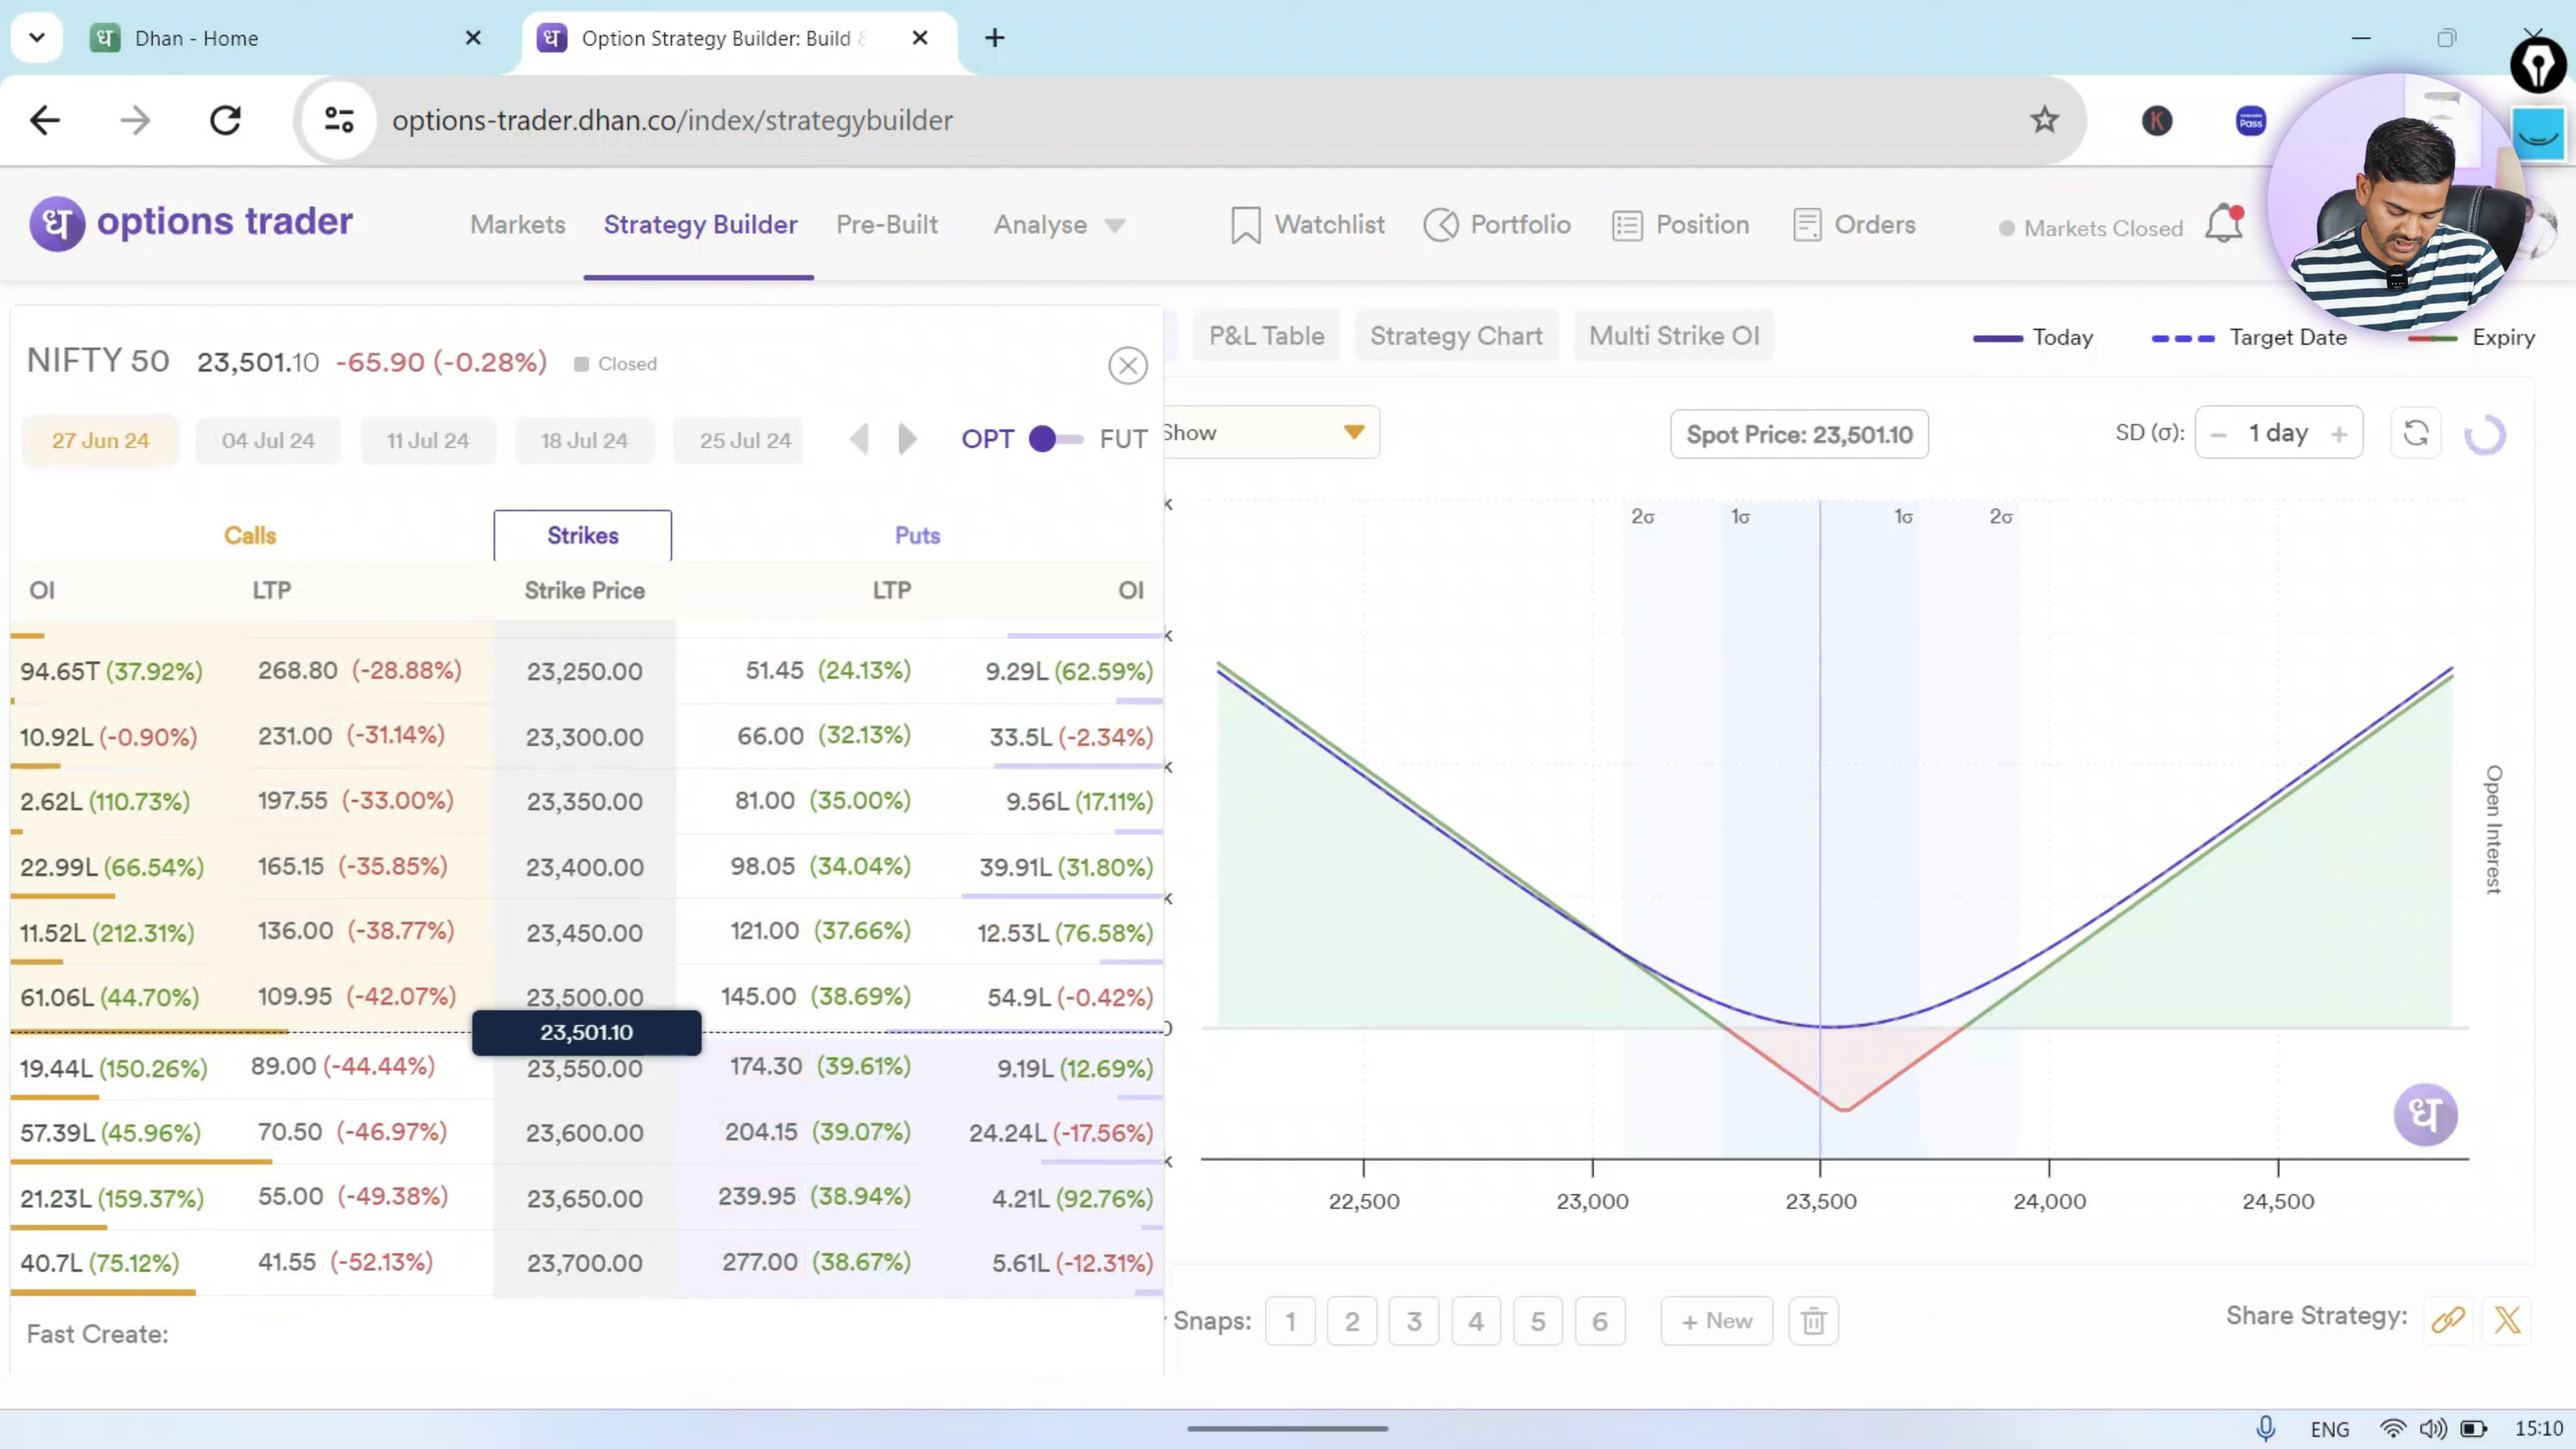 Dhan - Home
Option Strategy Builder: Build &
options-trader.dhan.co/index/strategybuilder
K
Pass
ध options trader
Markets
Strategy Builder
Pre-Built
Analyse
Watchlist
Portfolio
Position
Orders
Markets Closed
NIFTY 50 23,501.10 -65.90 (-0.28%) Closed
27 Jun 24 04 Jul 24 11 Jul 24 18 Jul 24 25 Jul 24 OPT FUT
Calls Strikes Puts
OI LTP Strike Price LTP OI
94.65T (37.92%) 268.80 (-28.88%) 23,250.00 51.45 (24.13%) 9.29L (62.59%)
10.92L (-0.90%) 231.00 (-31.14%) 23,300.00 66.00 (32.13%) 33.5L (-2.34%)
2.62L (110.73%) 197.55 (-33.00%) 23,350.00 81.00 (35.00%) 9.56L (17.11%)
22.99L (66.54%) 165.15 (-35.85%) 23,400.00 98.05 (34.04%) 39.91L (31.80%)
11.52L (212.31%) 136.00 (-38.77%) 23,450.00 121.00 (37.66%) 12.53L (76.58%)
61.06L (44.70%) 109.95 (-42.07%) 23,500.00 145.00 (38.69%) 54.9L (-0.42%)
23,501.10
19.44L (150.26%) 89.00 (-44.44%) 23,550.00 174.30 (39.61%) 9.19L (12.69%)
57.39L (45.96%) 70.50 (-46.97%) 23,600.00 204.15 (39.07%) 24.24L (-17.56%)
21.23L (159.37%) 55.00 (-49.38%) 23,650.00 239.95 (38.94%) 4.21L (92.76%)
40.7L (75.12%) 41.55 (-52.13%) 23,700.00 277.00 (38.67%) 5.61L (-12.31%)
Fast Create:
P&L Table Strategy Chart Multi Strike OI
Today Target Date Expiry
Show
Spot Price: 23,501.10
SD (σ): - 1 day +
2σ 1σ 1σ 2σ
k
k
k
k
0
k
Open Interest
ध
22,500 23,000 23,500 24,000 24,500
Snaps: 1 2 3 4 5 6 + New
Share Strategy:
ENG 15:10